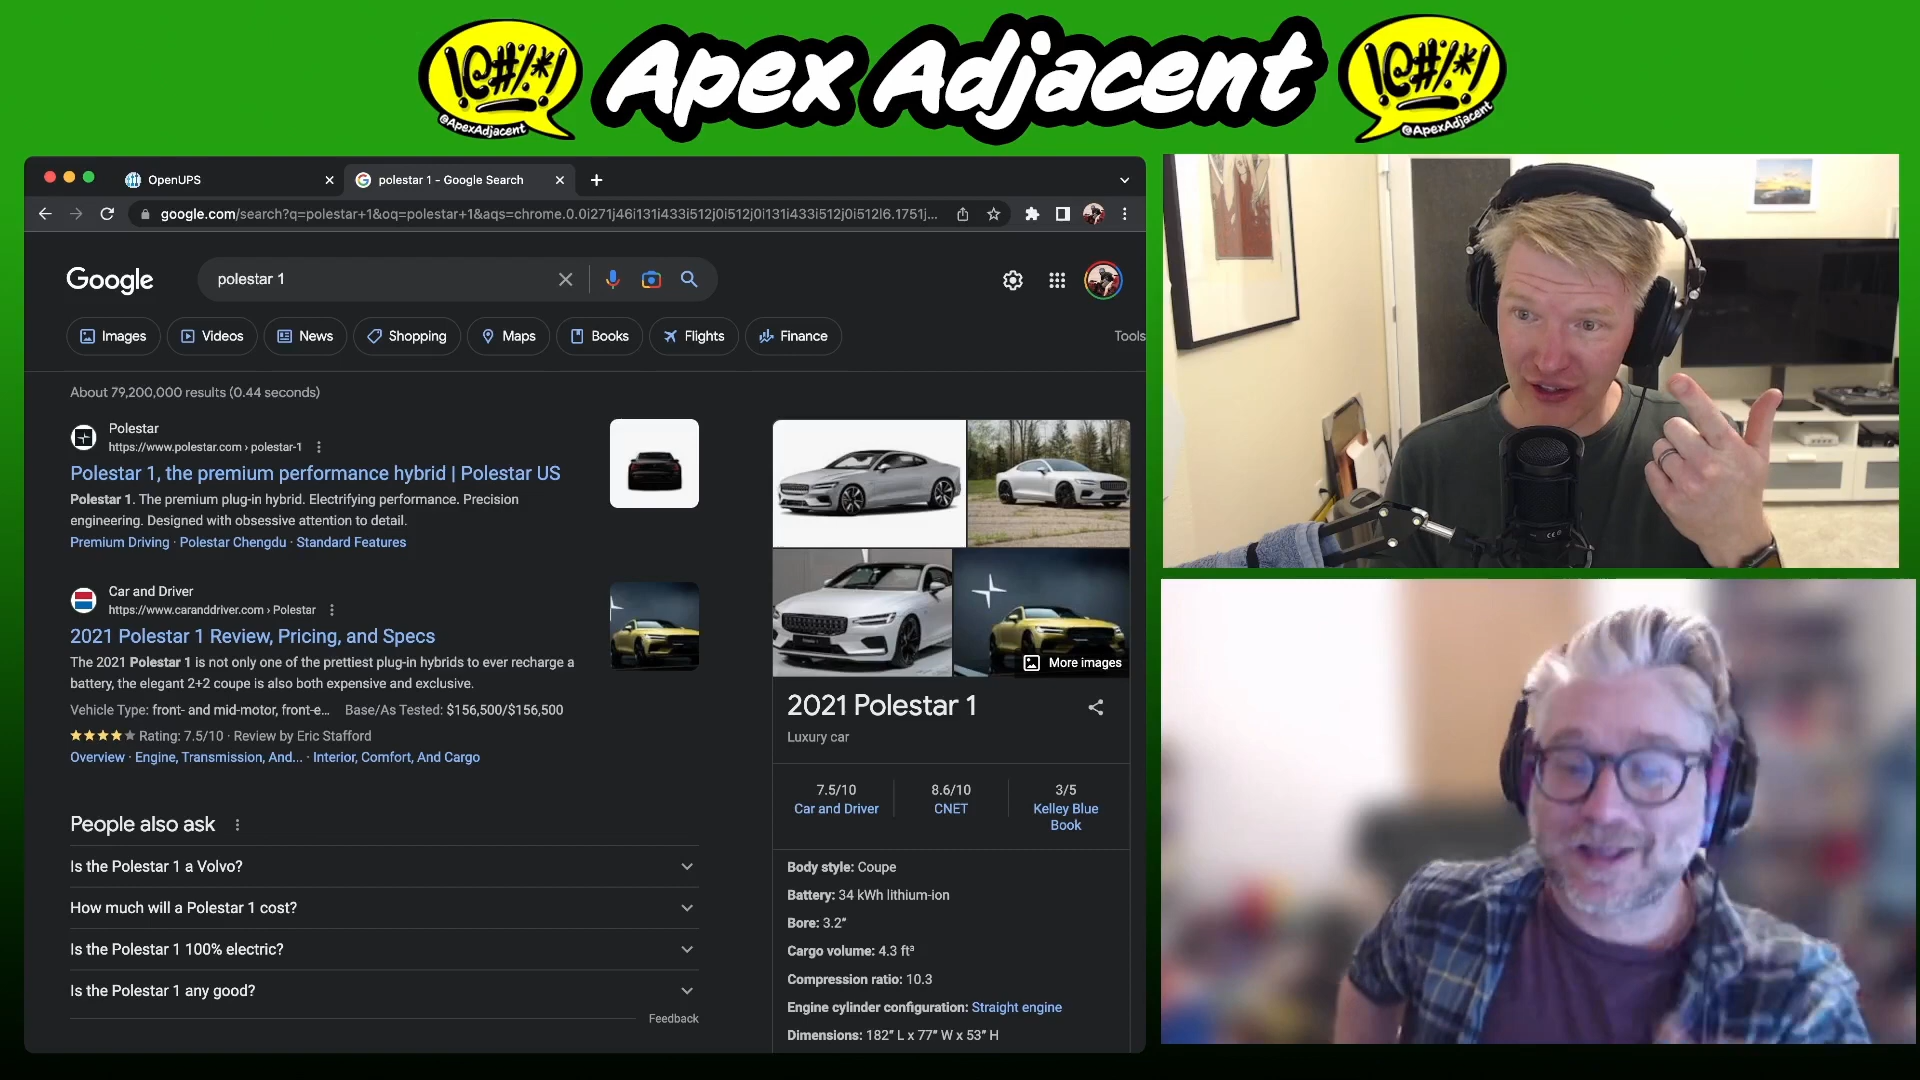 !@#/*!
@ApexAdjacent
Apex Adjacent
!@#/*!
@ApexAdjacent
OpenUPS
polestar 1 - Google Search
google.com/search?q=polestar+1&oq=polestar+1&aqs=chrome.0.0i271j46i131i433i512j0i512j0i131i433i512j0i512l6.1751j...
Google
polestar 1
Images
Videos
News
Shopping
Maps
Books
Flights
Finance
Tools
About 79,200,000 results (0.44 seconds)
Polestar
https://www.polestar.com › polestar-1
Polestar 1, the premium performance hybrid | Polestar US
Polestar 1. The premium plug-in hybrid. Electrifying performance. Precision
engineering. Designed with obsessive attention to detail.
Premium Driving · Polestar Chengdu · Standard Features
Car and Driver
https://www.caranddriver.com › Polestar
2021 Polestar 1 Review, Pricing, and Specs
The 2021 Polestar 1 is not only one of the prettiest plug-in hybrids to ever recharge a
battery, the elegant 2+2 coupe is also both expensive and exclusive.
Vehicle Type: front- and mid-motor, front-e... Base/As Tested: $156,500/$156,500
Rating: 7.5/10 · Review by Eric Stafford
Overview · Engine, Transmission, And... · Interior, Comfort, And Cargo
People also ask
Is the Polestar 1 a Volvo?
How much will a Polestar 1 cost?
Is the Polestar 1 100% electric?
Is the Polestar 1 any good?
Feedback
More images
2021 Polestar 1
Luxury car
7.5/10
Car and Driver
8.6/10
CNET
3/5
Kelley Blue
Book
Body style: Coupe
Battery: 34 kWh lithium-ion
Bore: 3.2″
Cargo volume: 4.3 ft³
Compression ratio: 10.3
Engine cylinder configuration: Straight engine
Dimensions: 182″ L x 77″ W x 53″ H